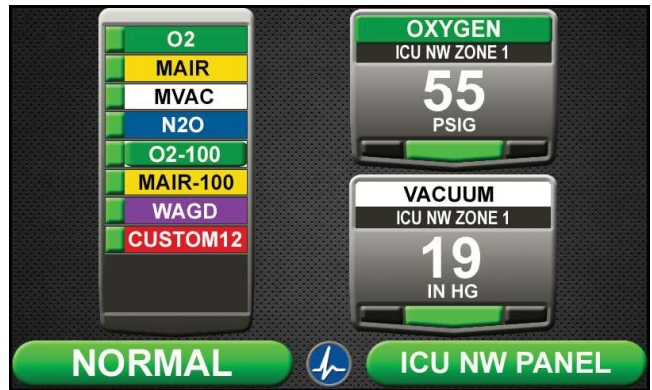 O2
MAIR
MVAC
N2O
O2-100
MAIR-100
WAGD
CUSTOM12
OXYGEN
ICU NW ZONE 1
55
PSIG
VACUUM
ICU NW ZONE 1
19
IN HG
NORMAL
ICU NW PANEL